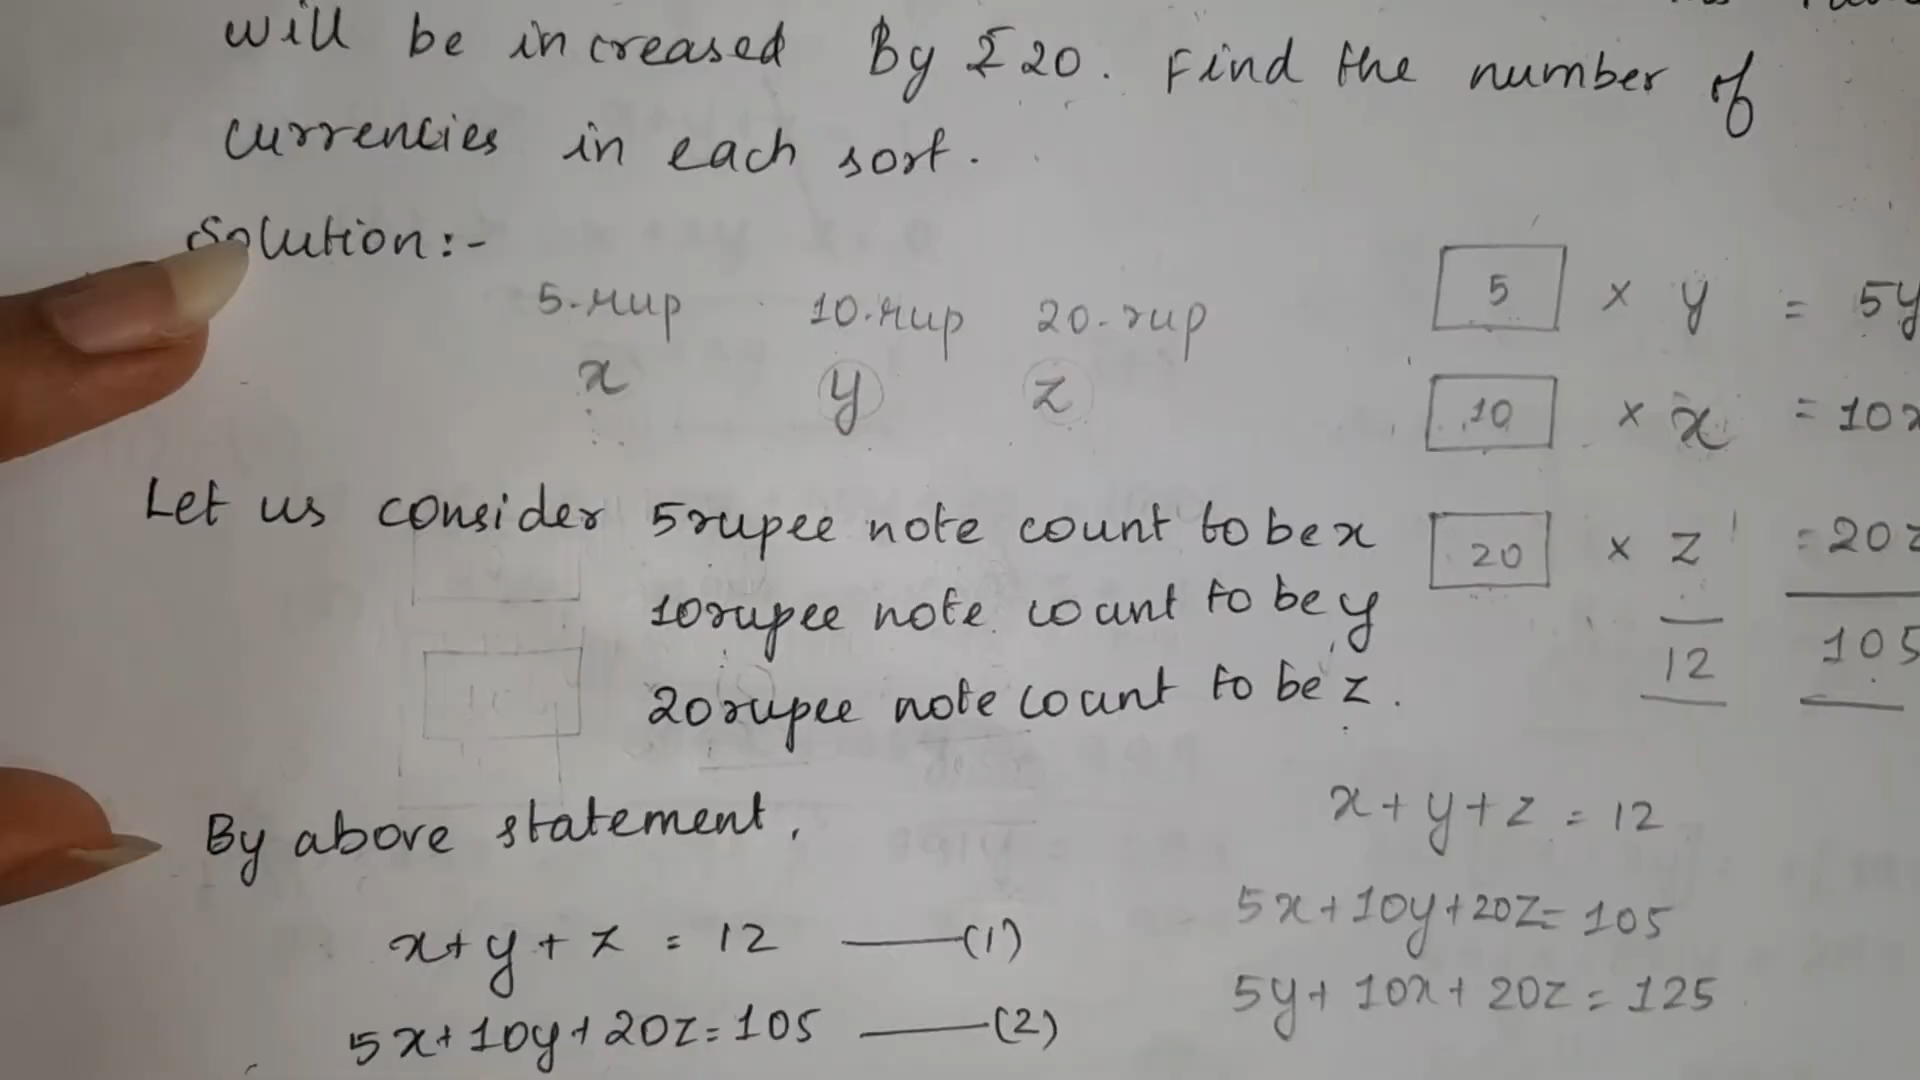 will be increased By ₹20. Find the number of
currencies in each sort.
Solution:-
5.rup 10.rup 20-rup
x y z
5 × y = 5y
10 × x = 10x
20 × z = 20z
12 105
Let us consider 5rupee note count to be x
10rupee note count to be y
20rupee note count to be z.
By above statement,
x+y+z = 12 ——(1)
5x+10y+20z=105 ——(2)
x+y+z = 12
5x+10y+20z= 105
5y+10x+20z=125